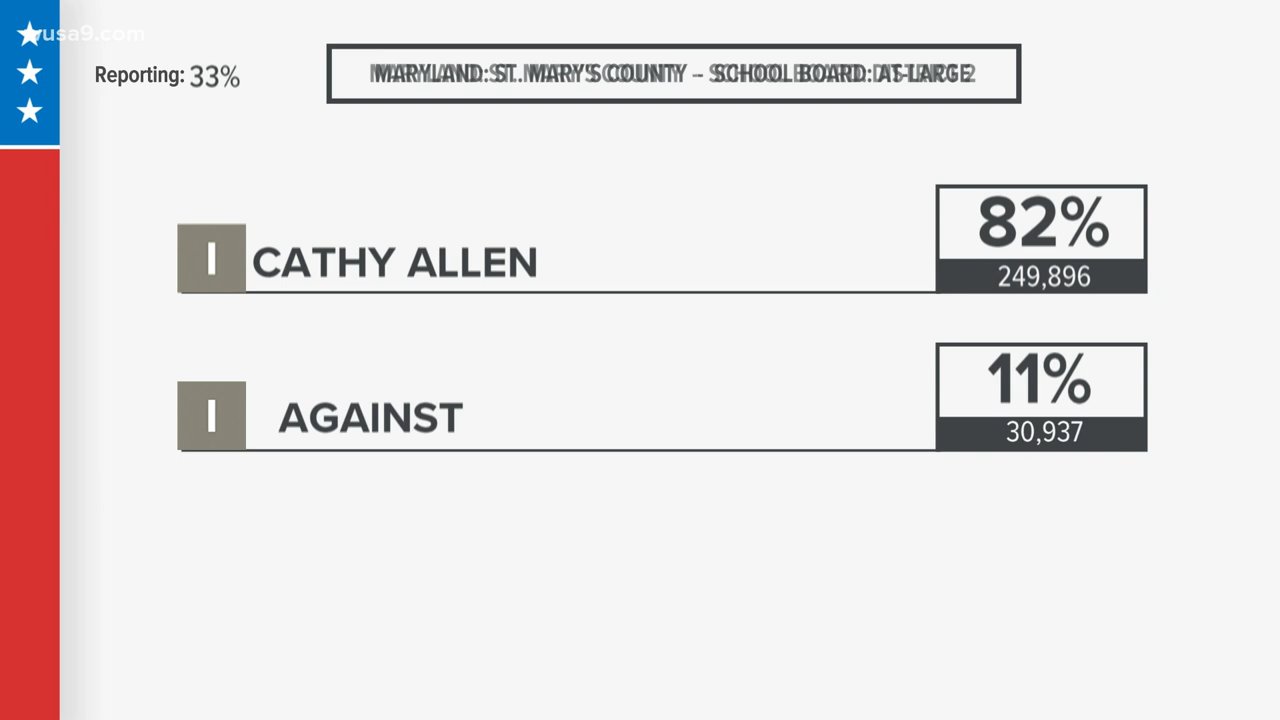 wusa9.com
Reporting: 33%
MARYLAND: ST. MARY'S COUNTY – SCHOOL BOARD: AT-LARGE
I CATHY ALLEN
82%
249,896
I AGAINST
11%
30,937